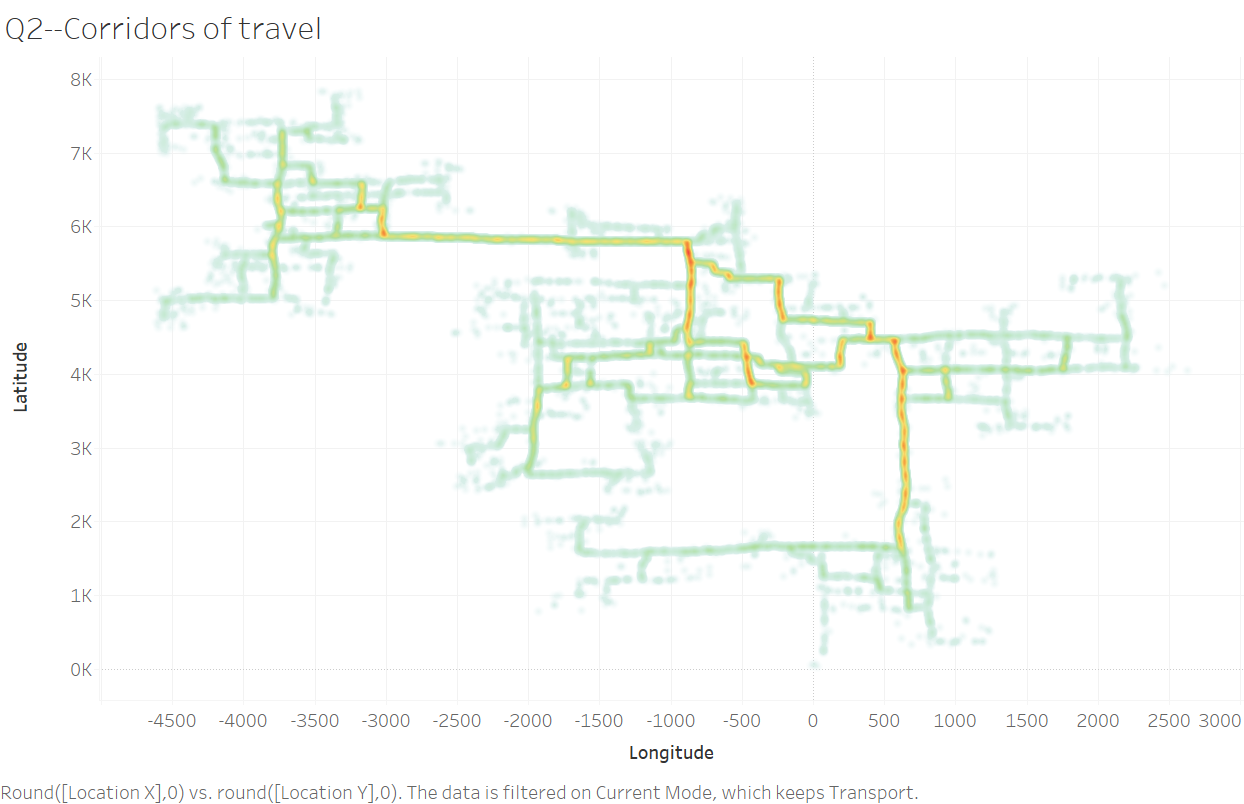 Q2--Corridors of travel
8K
7K
6K
5K
4K
3K
2K
1K
0K
Latitude
-4500 -4000 -3500 -3000 -2500 -2000 -1500 -1000 -500 0 500 1000 1500 2000 2500 3000
Longitude
Round([Location X],0) vs. round([Location Y],0). The data is filtered on Current Mode, which keeps Transport.